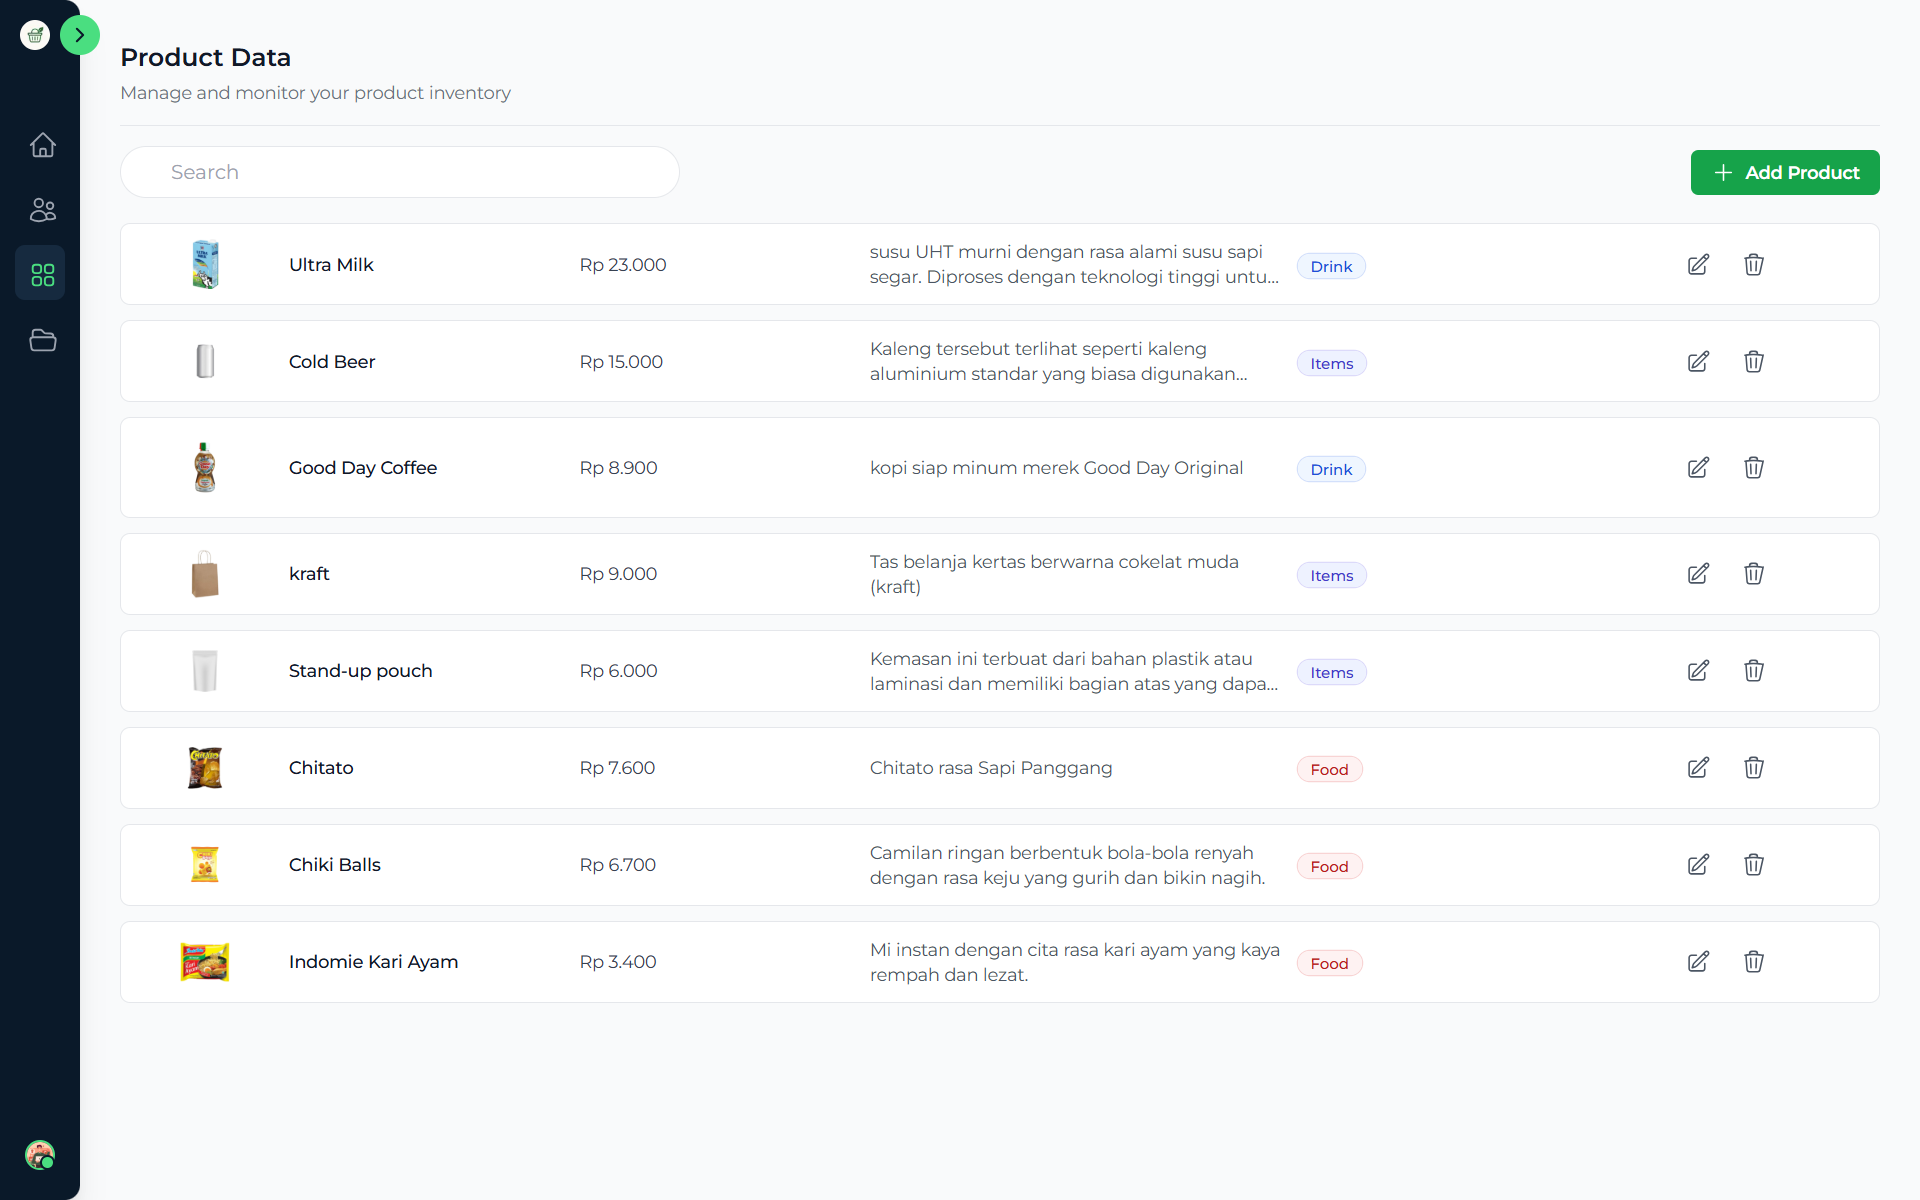 Product Data
Manage and monitor your product inventory
Search
Add Product
Ultra Milk
Rp 23.000
susu UHT murni dengan rasa alami susu sapi
segar. Diproses dengan teknologi tinggi untu...
Drink
Cold Beer
Rp 15.000
Kaleng tersebut terlihat seperti kaleng
aluminium standar yang biasa digunakan...
Items
Good Day Coffee
Rp 8.900
kopi siap minum merek Good Day Original
Drink
kraft
Rp 9.000
Tas belanja kertas berwarna cokelat muda
(kraft)
Items
Stand-up pouch
Rp 6.000
Kemasan ini terbuat dari bahan plastik atau
laminasi dan memiliki bagian atas yang dapa...
Items
Chitato
Rp 7.600
Chitato rasa Sapi Panggang
Food
Chiki Balls
Rp 6.700
Camilan ringan berbentuk bola-bola renyah
dengan rasa keju yang gurih dan bikin nagih.
Food
Indomie Kari Ayam
Rp 3.400
Mi instan dengan cita rasa kari ayam yang kaya
rempah dan lezat.
Food